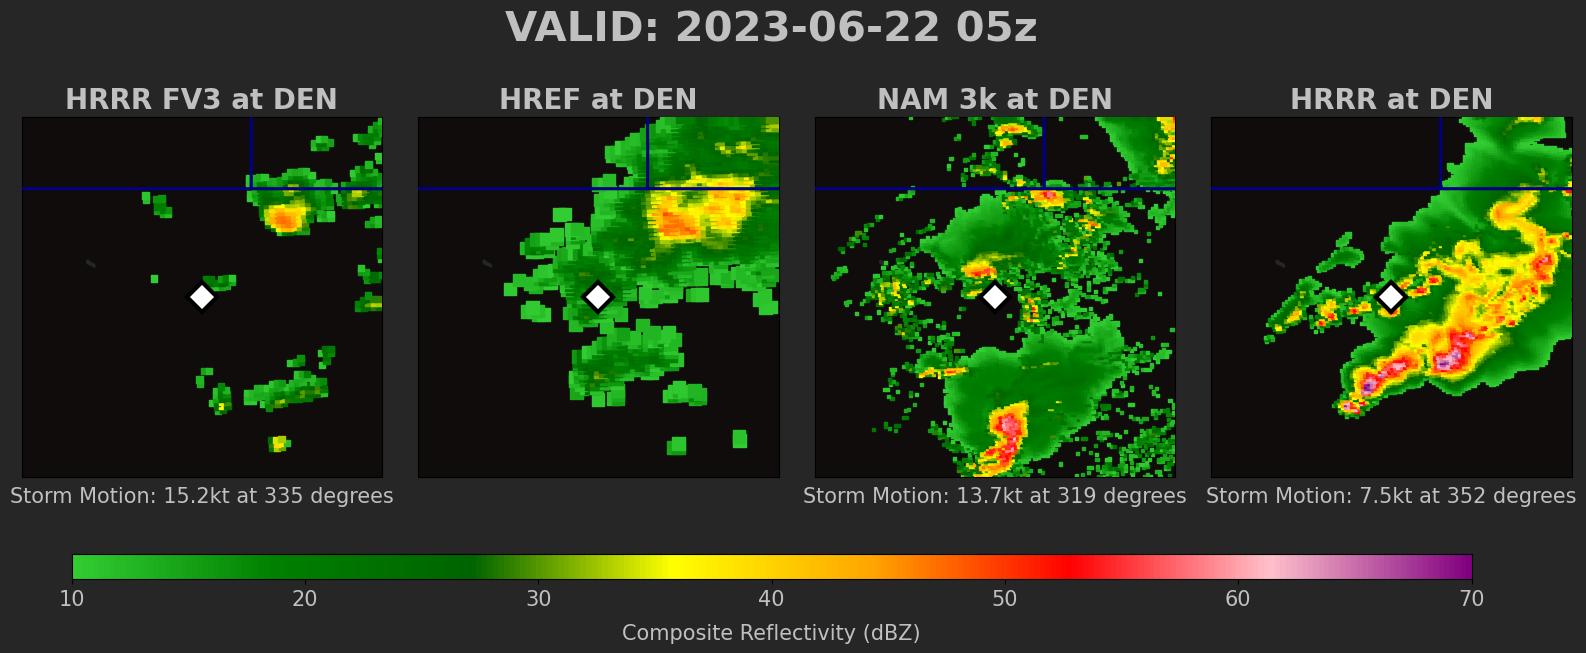 VALID: 2023-06-22 05z
HRRR FV3 at DEN
HREF at DEN
NAM 3k at DEN
HRRR at DEN
Storm Motion: 15.2kt at 335 degrees
Storm Motion: 13.7kt at 319 degrees
Storm Motion: 7.5kt at 352 degrees
10 20 30 40 50 60 70
Composite Reflectivity (dBZ)